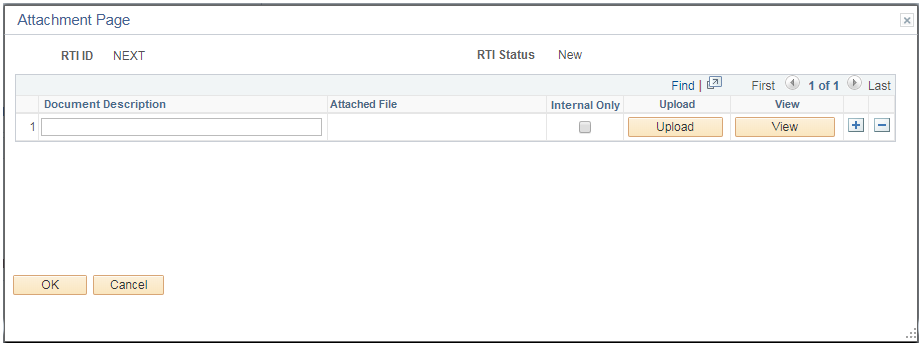 Attachment Page
RTI ID NEXT RTI Status New
Find | First 1 of 1 Last
Document Description Attached File Internal Only Upload View
1 Upload View
OK Cancel